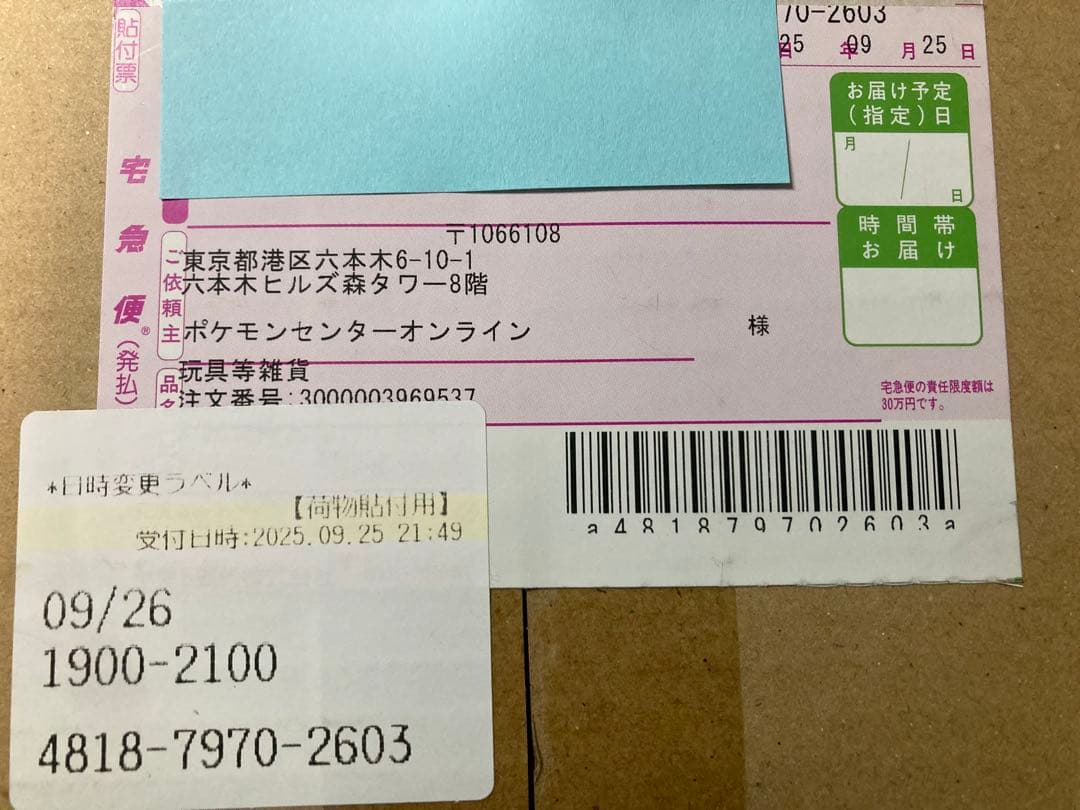 貼付票
70-2603
25 年 09 月 25 日
お届け予定
(指定)日
月
日
時間帯
お届け
宅急便®(発払)
ご依頼主
〒1066108
東京都港区六本木6-10-1
六本木ヒルズ森タワー8階
ポケモンセンターオンライン 様
品名
玩具等雑貨
注文番号:3000003969537
宅急便の責任限度額は
30万円です。
a481879702603a
*日時変更ラベル*
【荷物貼付用】
受付日時:2025.09.25 21:49
09/26
1900-2100
4818-7970-2603